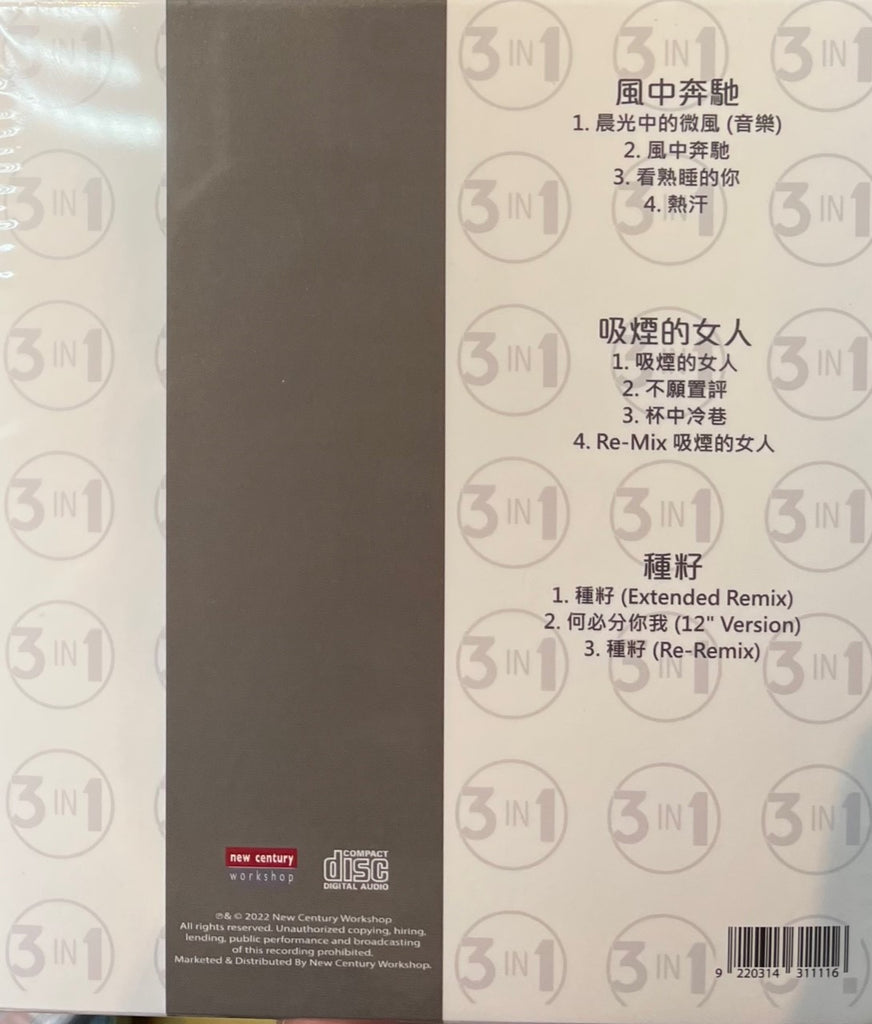 3 IN 1
風中奔馳
1. 晨光中的微風 (音樂)
2. 風中奔馳
3. 看熟睡的你
4. 熱汗
吸煙的女人
1. 吸煙的女人
2. 不願置評
3. 杯中冷巷
4. Re-Mix 吸煙的女人
種籽
1. 種籽 (Extended Remix)
2. 何必分你我 (12" Version)
3. 種籽 (Re-Remix)
new century
workshop
COMPACT
disc
DIGITAL AUDIO
℗& © 2022 New Century Workshop
All rights reserved. Unauthorized copying, hiring,
lending, public performance and broadcasting
of this recording prohibited.
Marketed & Distributed By New Century Workshop.
9 220314 311116